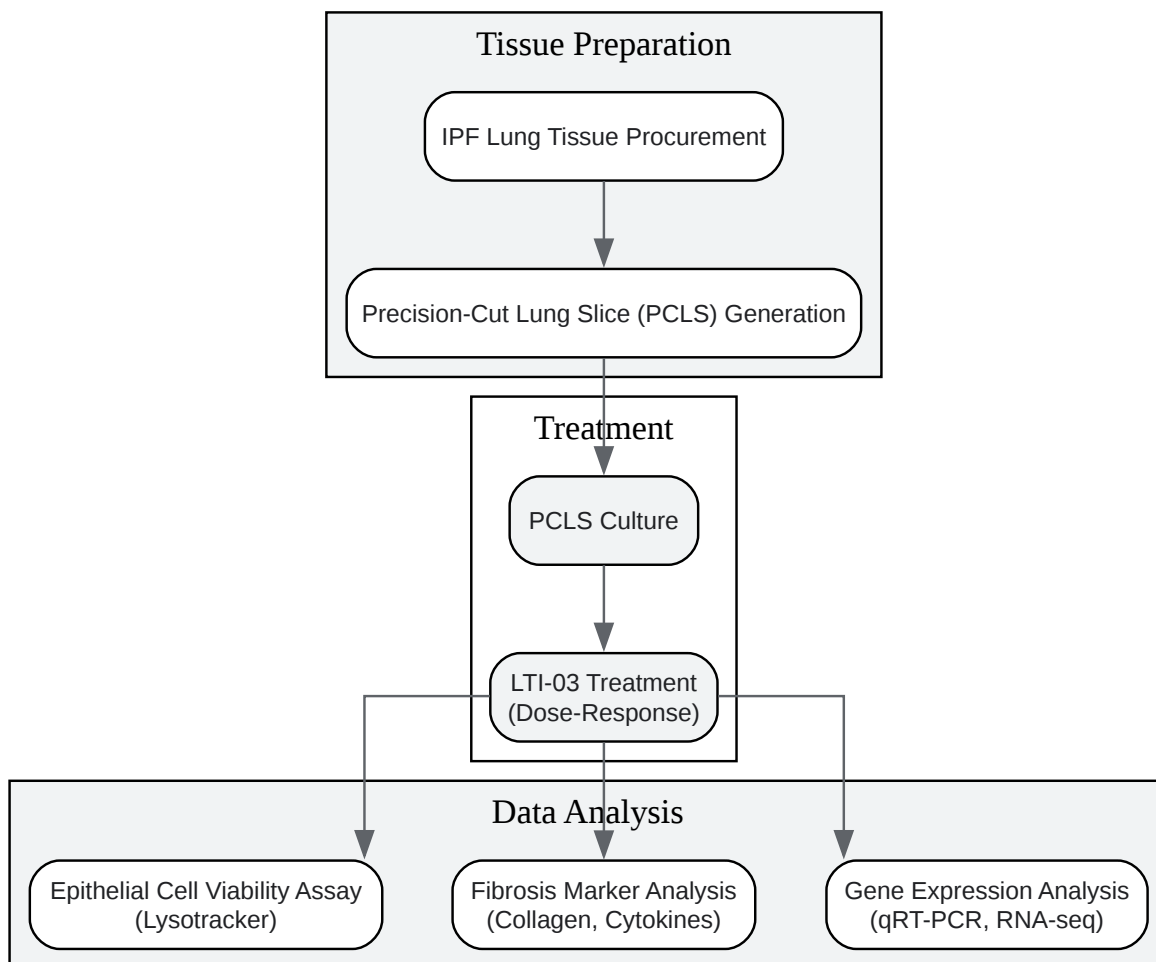 Tissue Preparation
IPF Lung Tissue Procurement
Precision-Cut Lung Slice (PCLS) Generation
Treatment
PCLS Culture
LTI-03 Treatment
(Dose-Response)
Data Analysis
Epithelial Cell Viability Assay
(Lysotracker)
Fibrosis Marker Analysis
(Collagen, Cytokines)
Gene Expression Analysis
(qRT-PCR, RNA-seq)